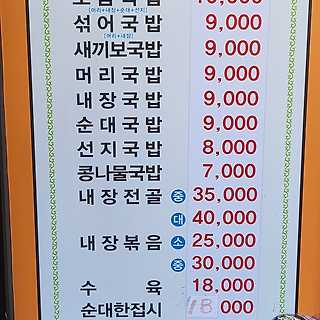 (머리+내장+순대+선지)
섞어국밥 9,000
(머리+내장)
새끼보국밥 9,000
머리국밥 9,000
내장국밥 9,000
순대국밥 9,000
선지국밥 8,000
콩나물국밥 7,000
내장전골 중 35,000
대 40,000
내장볶음 소 25,000
중 30,000
수육 18,000
순대한접시 18,000